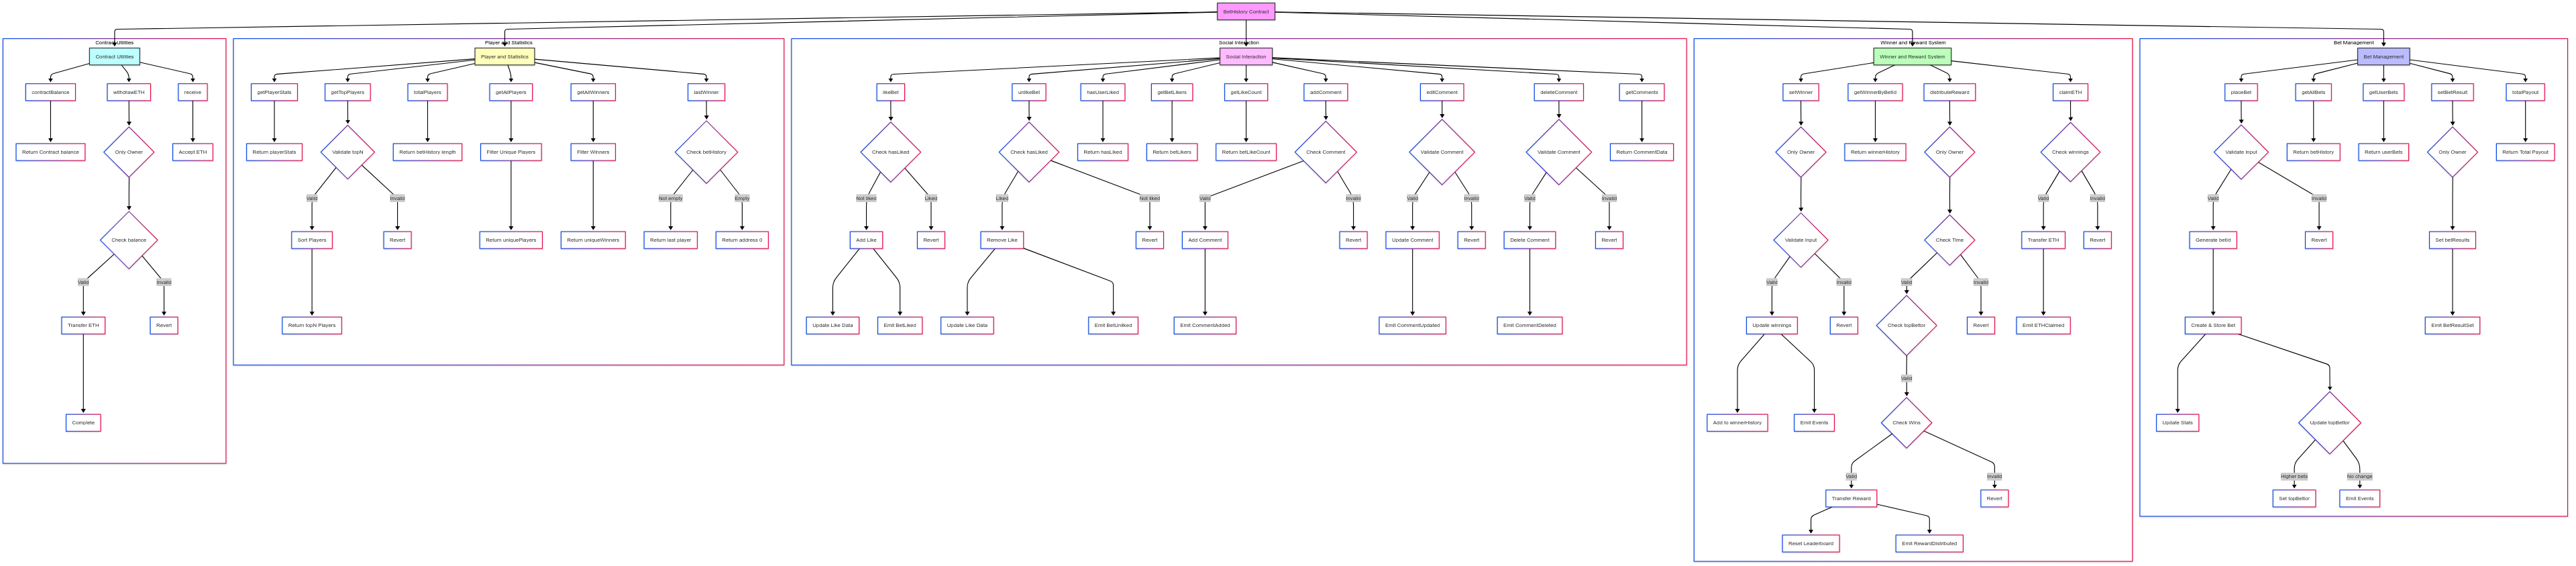 BetHistory Contract
Contract Utilities
Player and Statistics
Social Interaction
Winner and Reward System
Bet Management
Contract Utilities
Player and Statistics
Social Interaction
Winner and Reward System
Bet Management
contractBalance
withdrawETH
receive
getPlayerStats
getTopPlayers
totalPlayers
getAllPlayers
getAllWinners
lastWinner
likeBet
unlikeBet
hasUserLiked
getBetLikers
getLikeCount
addComment
editComment
deleteComment
getComments
setWinner
getWinnerByBetId
distributeReward
claimETH
placeBet
getAllBets
getUserBets
setBetResult
totalPayout
Return Contract balance
Only Owner
Accept ETH
Return playerStats
Validate topN
Return betHistory length
Filter Unique Players
Filter Winners
Check betHistory
Check hasLiked
Check hasLiked
Return hasLiked
Return betLikers
Return betLikeCount
Check Comment
Validate Comment
Validate Comment
Return CommentData
Only Owner
Return winnerHistory
Only Owner
Check winnings
Validate Input
Return betHistory
Return userBets
Only Owner
Return Total Payout
Valid
Invalid
Not empty
Empty
Not liked
Liked
Liked
Not liked
Valid
Invalid
Valid
Invalid
Valid
Invalid
Valid
Invalid
Valid
Invalid
Check balance
Sort Players
Revert
Return uniquePlayers
Return uniqueWinners
Return last player
Return address 0
Add Like
Revert
Remove Like
Revert
Add Comment
Revert
Update Comment
Revert
Delete Comment
Revert
Validate Input
Check Time
Transfer ETH
Revert
Generate betId
Revert
Set betResults
Valid
Invalid
Valid
Invalid
Valid
Invalid
Transfer ETH
Revert
Return topN Players
Update Like Data
Emit BetLiked
Update Like Data
Emit BetUnliked
Emit CommentAdded
Emit CommentUpdated
Emit CommentDeleted
Update winnings
Revert
Check topBettor
Revert
Emit ETHClaimed
Create & Store Bet
Emit BetResultSet
Valid
Complete
Add to winnerHistory
Emit Events
Check Wins
Update Stats
Update topBettor
Valid
Invalid
Higher bets
No change
Transfer Reward
Revert
Set topBettor
Emit Events
Reset Leaderboard
Emit RewardDistributed